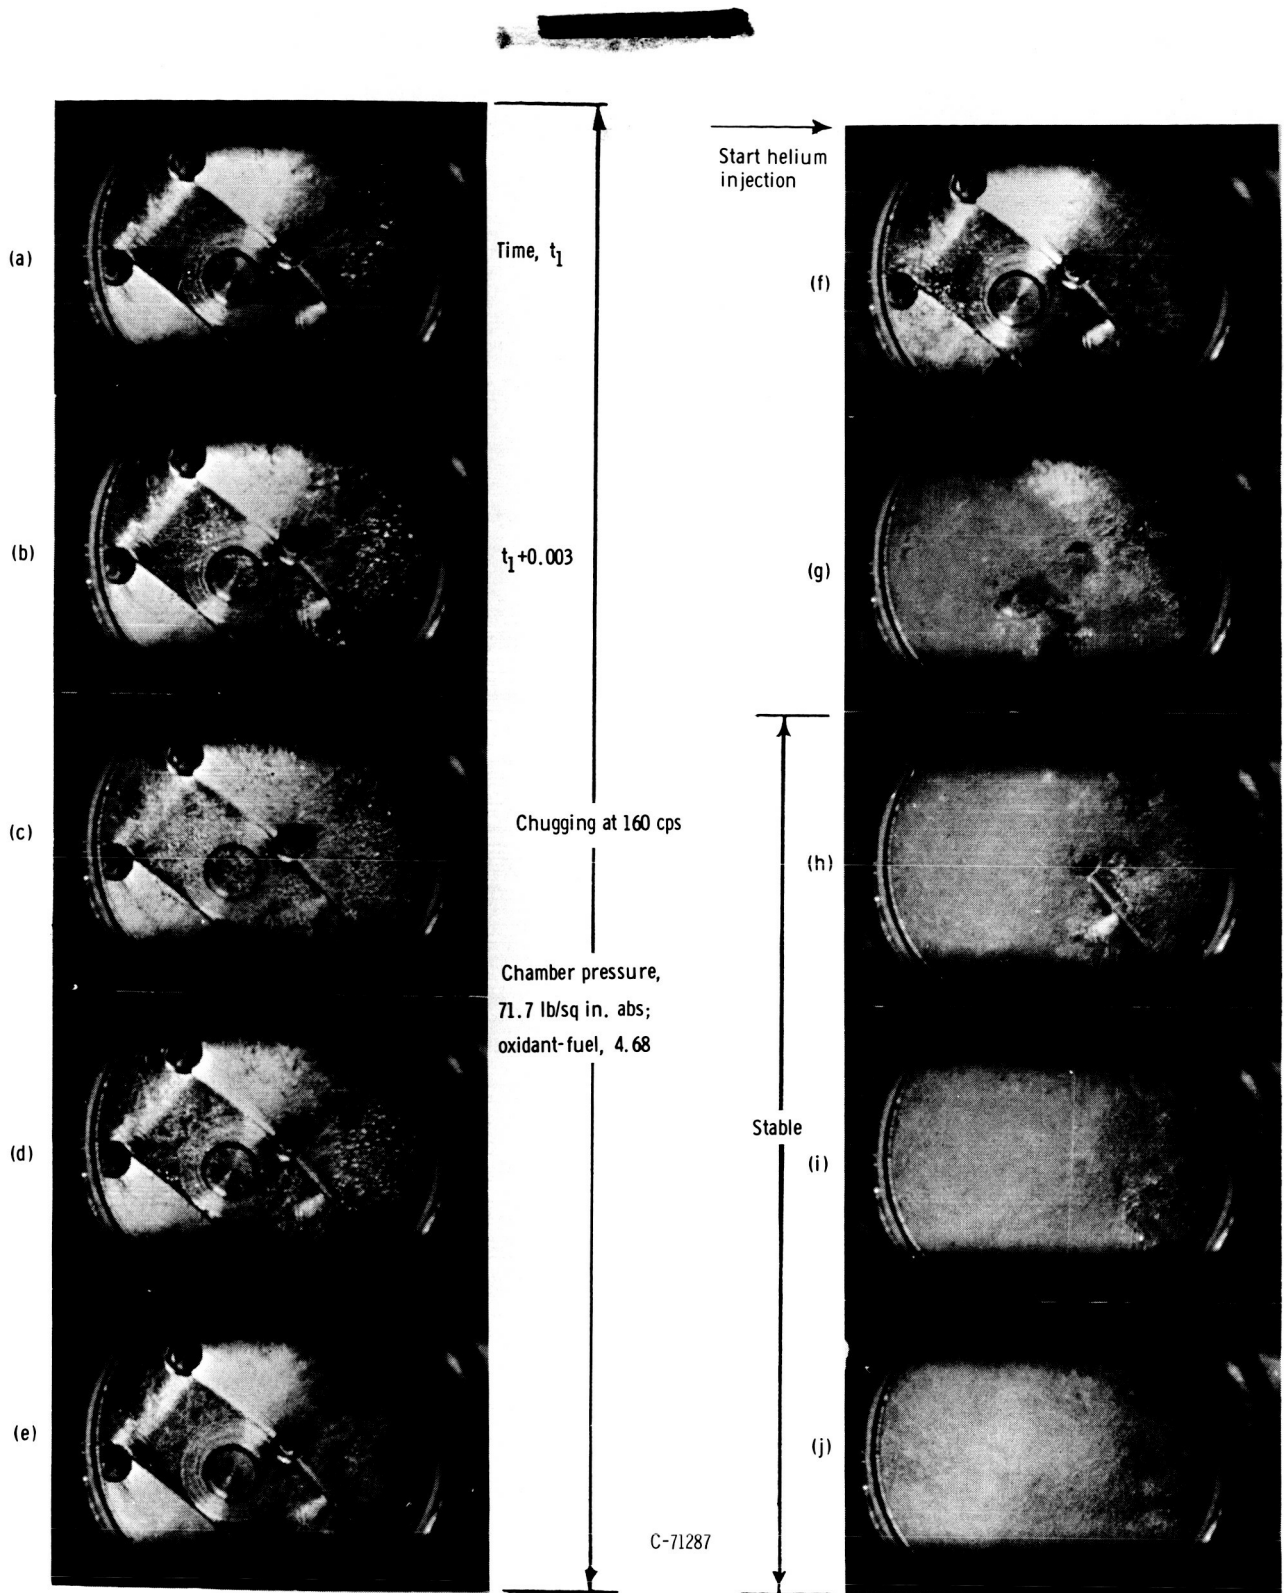 (a)
Time, t1
(b)
t1+0.003
(c)
Chugging at 160 cps
Chamber pressure,
71.7 lb/sq in. abs;
oxidant-fuel, 4.68
(d)
(e)
C-71287
Start helium
injection
(f)
(g)
(h)
Stable
(i)
(j)